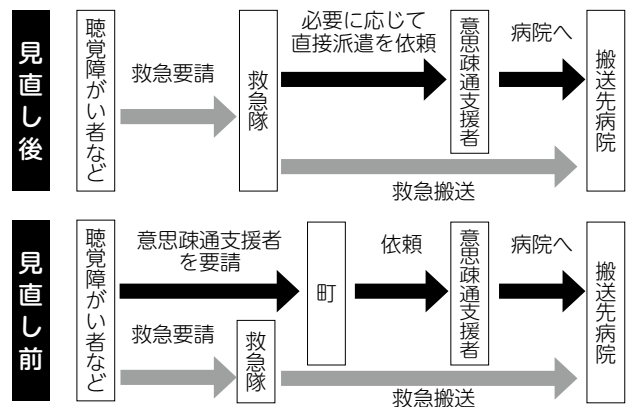 見直し後
聴覚障がい者など
救急要請
救急隊
必要に応じて
直接派遣を依頼
意思疎通支援者
病院へ
搬送先病院
救急搬送
見直し前
聴覚障がい者など
意思疎通支援者
を要請
町
依頼
意思疎通支援者
病院へ
搬送先病院
救急要請
救急隊
救急搬送